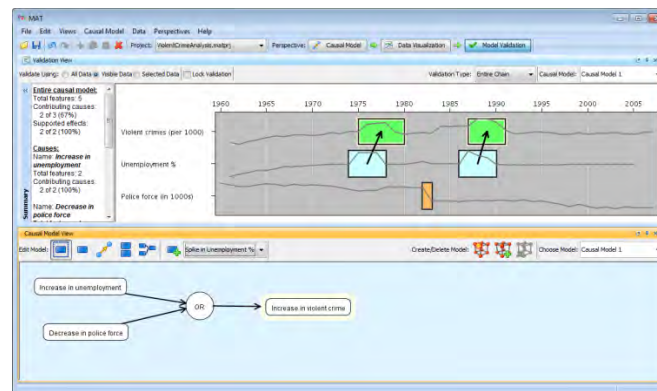 MAT
File Edit Views Causal Model Data Perspectives Help
Project: ViolentCrimeAnalysis.matprj Perspective: Causal Model Data Visualization Model Validation
Validation View
Validate Using: All Data Visible Data Selected Data Lock Validation Validation Type: Entire Chain Causal Model: Causal Model 1
Entire causal model:
Total features: 5
Contributing causes:
2 of 3 (67%)
Supported effects:
2 of 2 (100%)
Causes:
Name: Increase in
unemployment
Total features: 2
Contributing causes:
2 of 2 (100%)
Name: Decrease in
police force
Summary
1960 1965 1970 1975 1980 1985 1990 1995 2000 2005
Violent crimes (per 1000)
Unemployment %
Police force (in 1000s)
Causal Model View
Edit Model: Spike in Unemployment % Create/Delete Model: Choose Model: Causal Model 1
Increase in unemployment
OR
Increase in violent crime
Decrease in police force